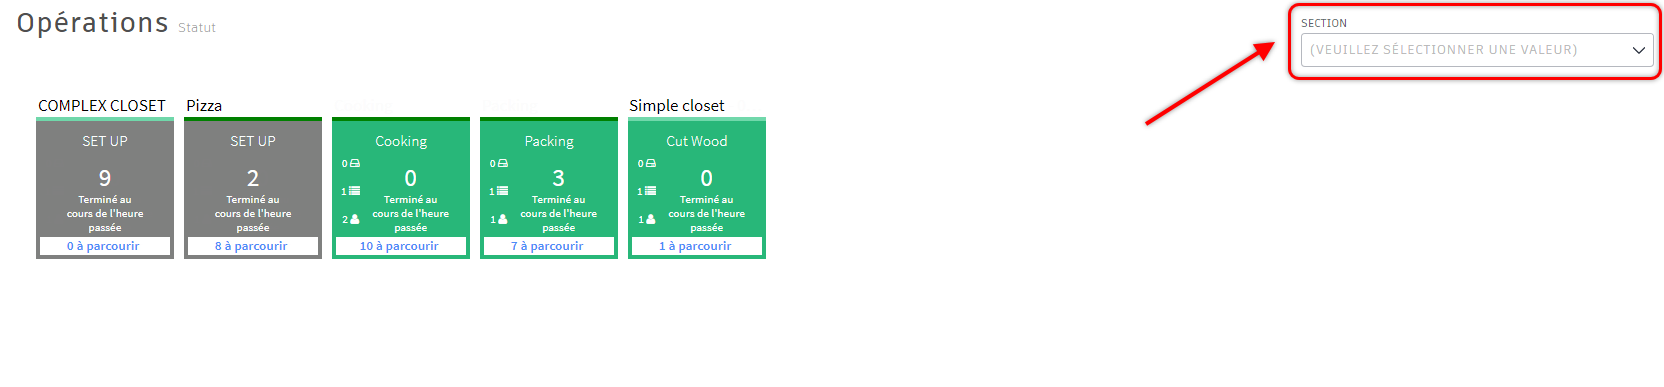 Opérations Statut
SECTION
(VEUILLEZ SÉLECTIONNER UNE VALEUR)
COMPLEX CLOSET
SET UP
9
Terminé au
cours de l'heure
passée
0 à parcourir
Pizza
SET UP
2
Terminé au
cours de l'heure
passée
8 à parcourir
Cooking
0
1
2
0
Terminé au
cours de l'heure
passée
10 à parcourir
Packing
0
1
1
3
Terminé au
cours de l'heure
passée
7 à parcourir
Simple closet
Cut Wood
0
1
1
0
Terminé au
cours de l'heure
passée
1 à parcourir